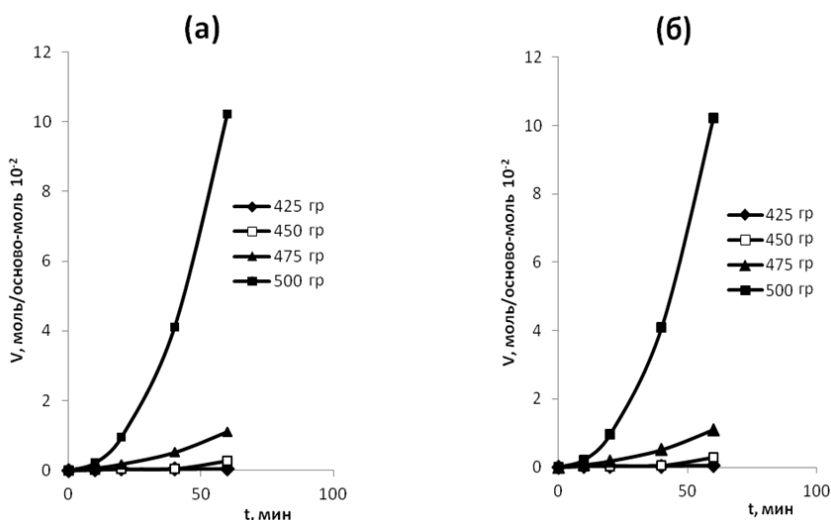 (а)
12
10
8
6
4
2
0
0
50
100
V, моль/осново-моль 10⁻²
t, мин
425 гр
450 гр
475 гр
500 гр
(б)
12
10
8
6
4
2
0
0
50
100
V, моль/осново-моль 10⁻²
t, мин
425 гр
450 гр
475 гр
500 гр